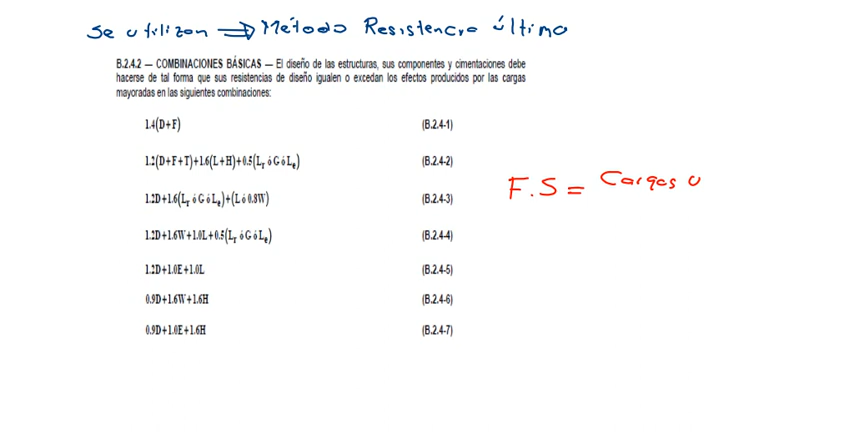 Se utilizan ⇒ Método Resistencia última
B.2.4.2 — COMBINACIONES BÁSICAS — El diseño de las estructuras, sus componentes y cimentaciones debe
hacerse de tal forma que sus resistencias de diseño igualen o excedan los efectos producidos por las cargas
mayoradas en las siguientes combinaciones:
1.4(D+F) (B.2.4-1)
1.2(D+F+T)+1.6(L+H)+0.5(Lr ó G ó Le) (B.2.4-2)
1.2D+1.6(Lr ó G ó Le)+(L ó 0.8W) (B.2.4-3)
F.S = Cargas u
1.2D+1.6W+1.0L+0.5(Lr ó G ó Le) (B.2.4-4)
1.2D+1.0E+1.0L (B.2.4-5)
0.9D+1.6W+1.6H (B.2.4-6)
0.9D+1.0E+1.6H (B.2.4-7)